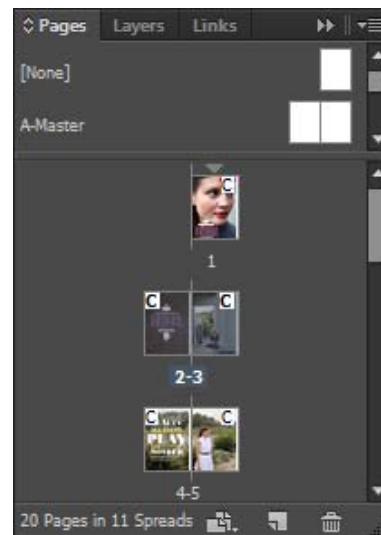 Pages Layers Links
[None]
A-Master
C
1
C C
2-3
C C
PLAY
4-5
20 Pages in 11 Spreads